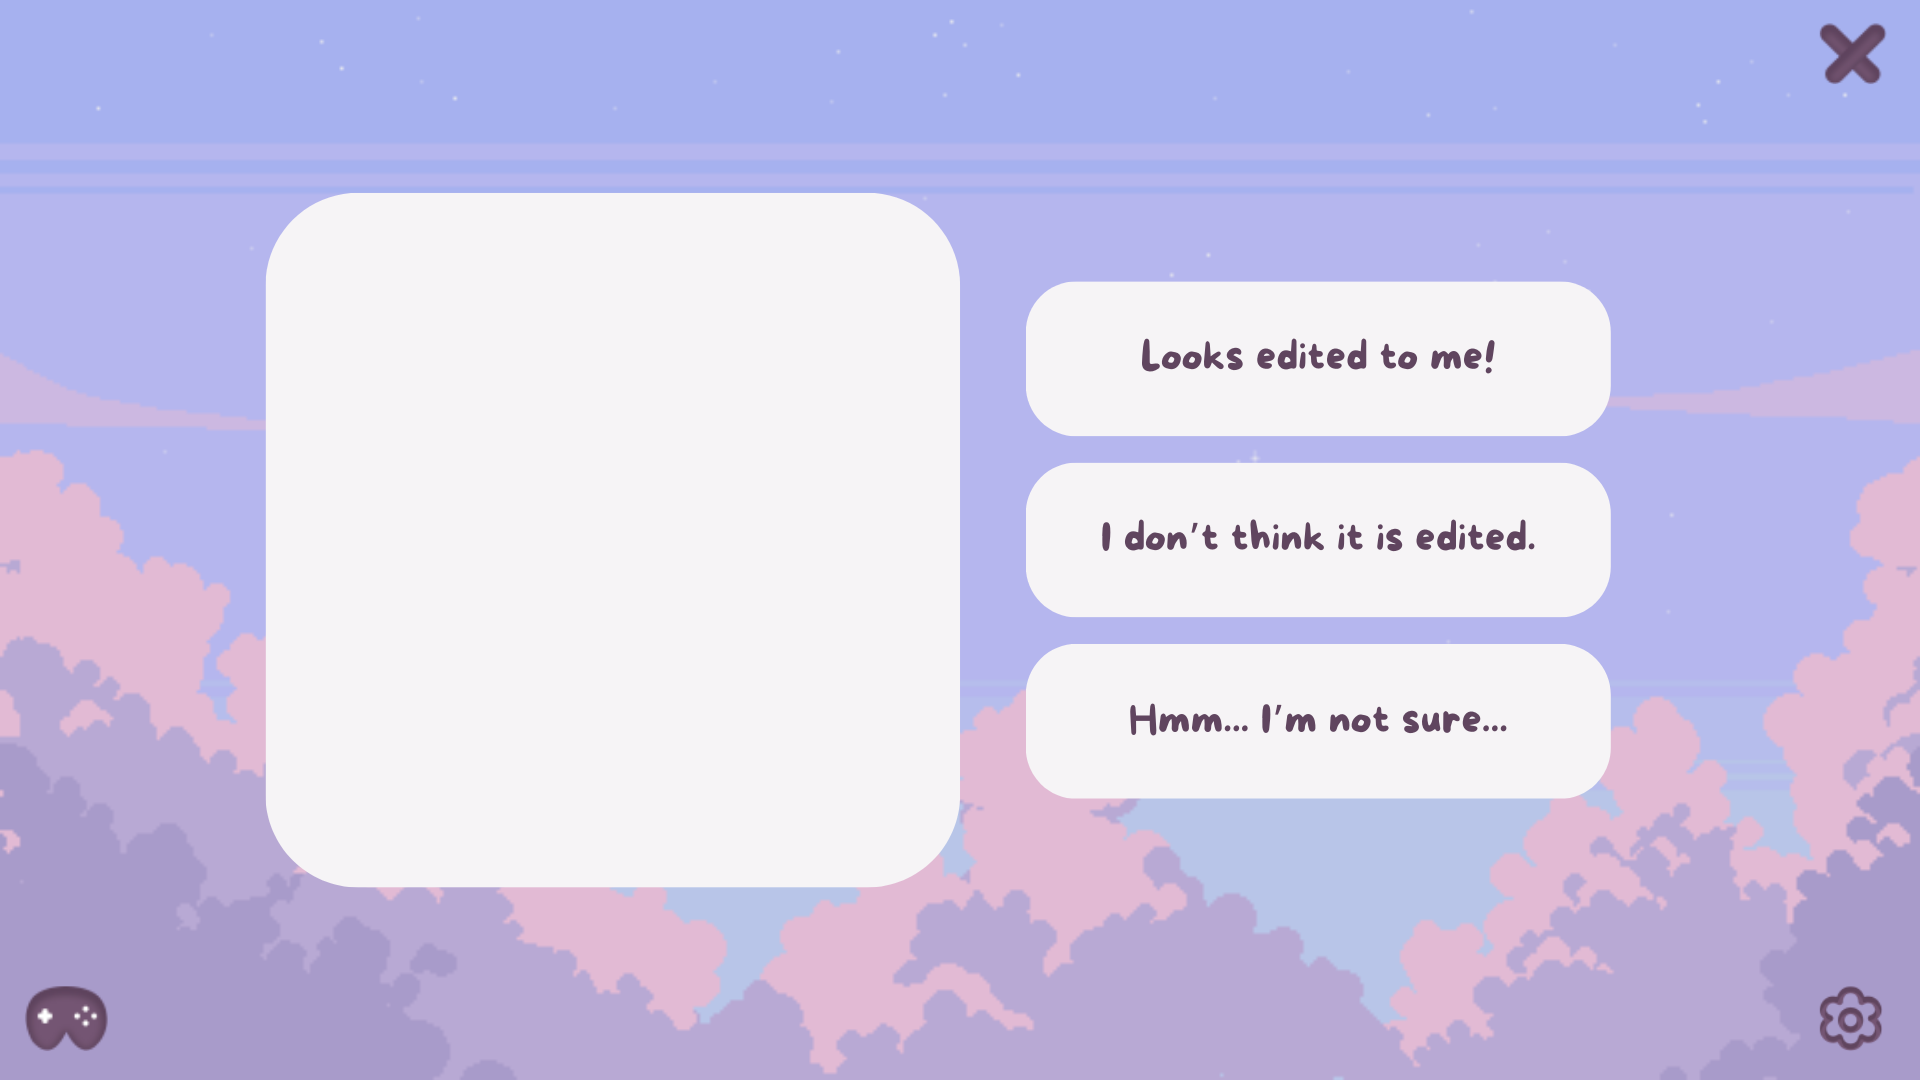 Looks edited to me!
I don't think it is edited.
Hmm... I'm not sure...